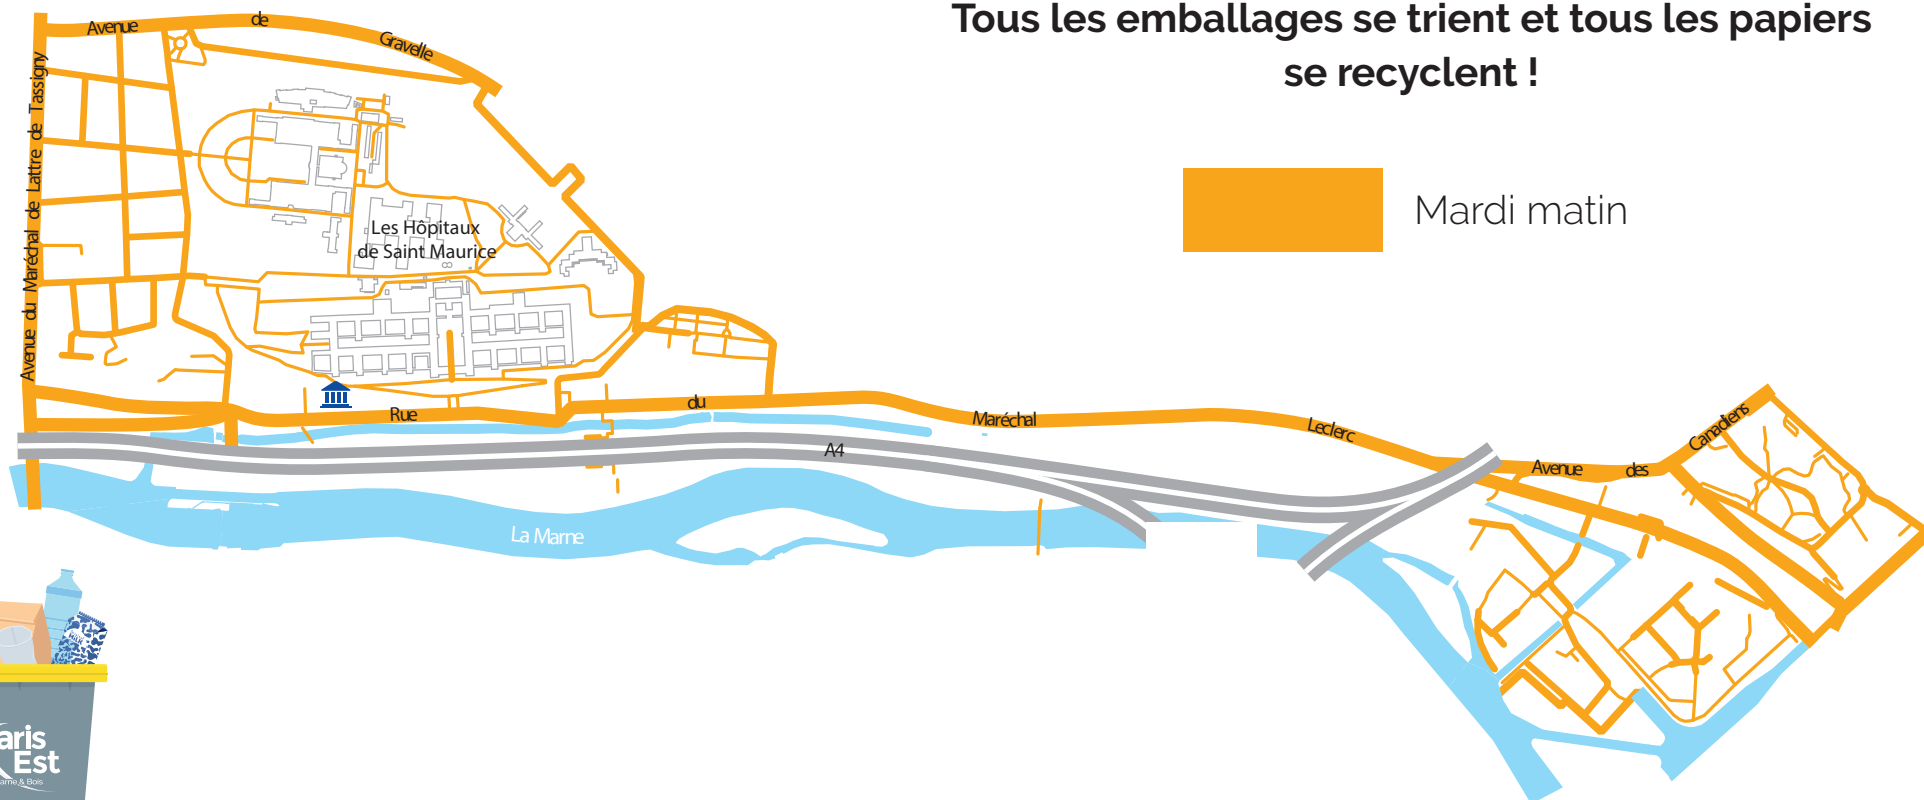 Tous les emballages se trient et tous les papiers
se recyclent !
Mardi matin
Avenue de Gravelle
Avenue du Maréchal de Lattre de Tassigny
Les Hôpitaux
de Saint Maurice
Rue du Maréchal Leclerc
A4
Avenue des Canadiens
La Marne
aris
Est
arne & Bois